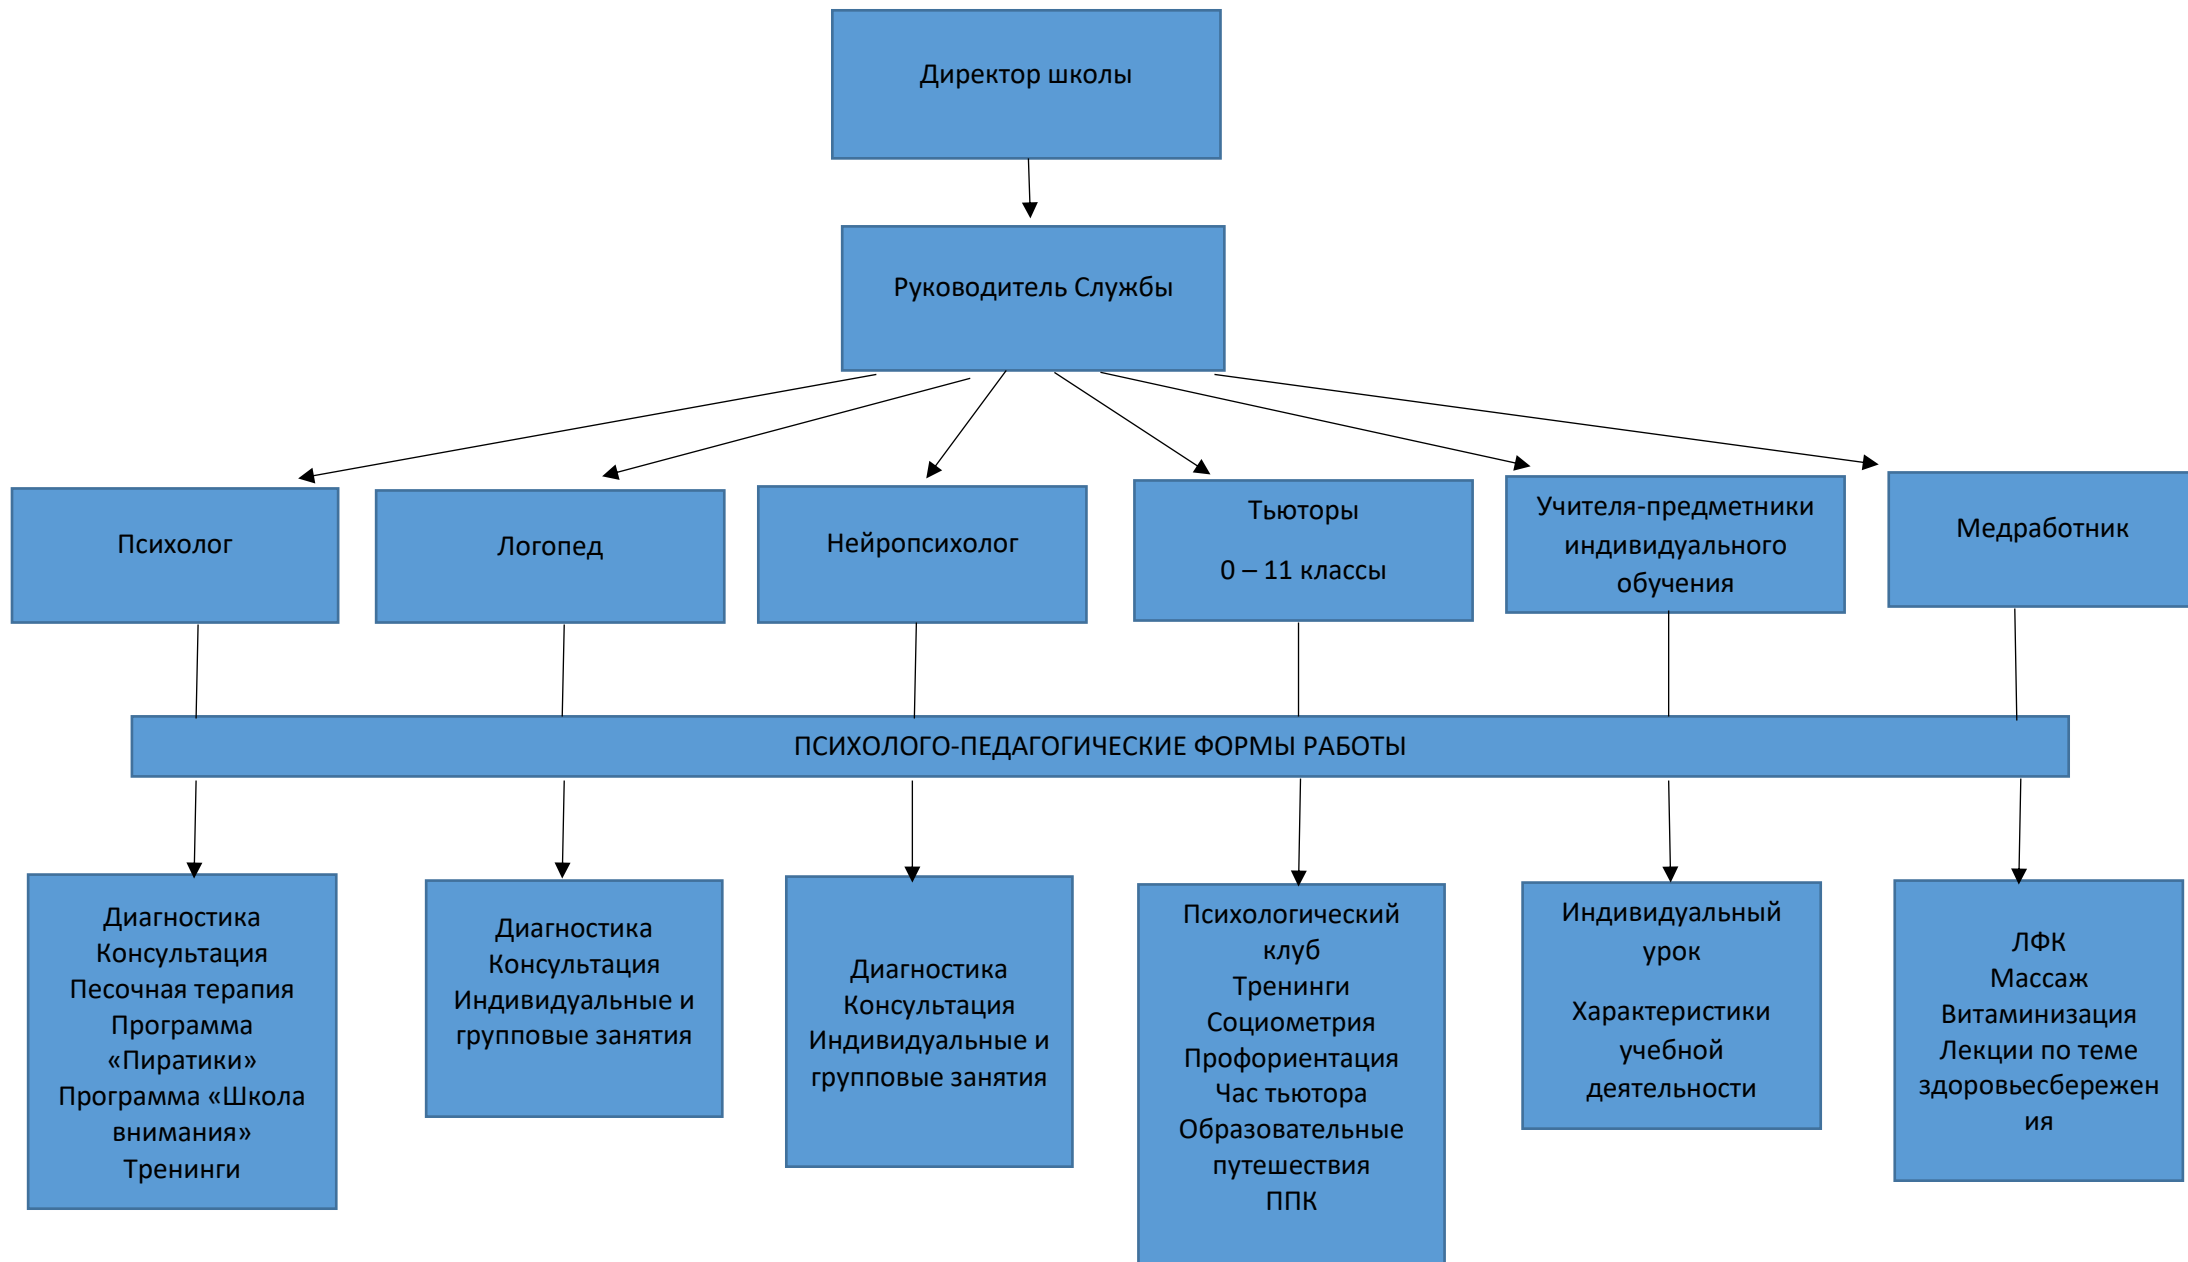 Директор школы
Руководитель Службы
Психолог
Логопед
Нейропсихолог
Тьюторы
0 – 11 классы
Учителя-предметники
индивидуального
обучения
Медработник
ПСИХОЛОГО-ПЕДАГОГИЧЕСКИЕ ФОРМЫ РАБОТЫ
Диагностика
Консультация
Песочная терапия
Программа
«Пиратики»
Программа «Школа
внимания»
Тренинги
Диагностика
Консультация
Индивидуальные и
групповые занятия
Диагностика
Консультация
Индивидуальные и
групповые занятия
Психологический
клуб
Тренинги
Социометрия
Профориентация
Час тьютора
Образовательные
путешествия
ППК
Индивидуальный
урок
Характеристики
учебной
деятельности
ЛФК
Массаж
Витаминизация
Лекции по теме
здоровьесбережен
ия